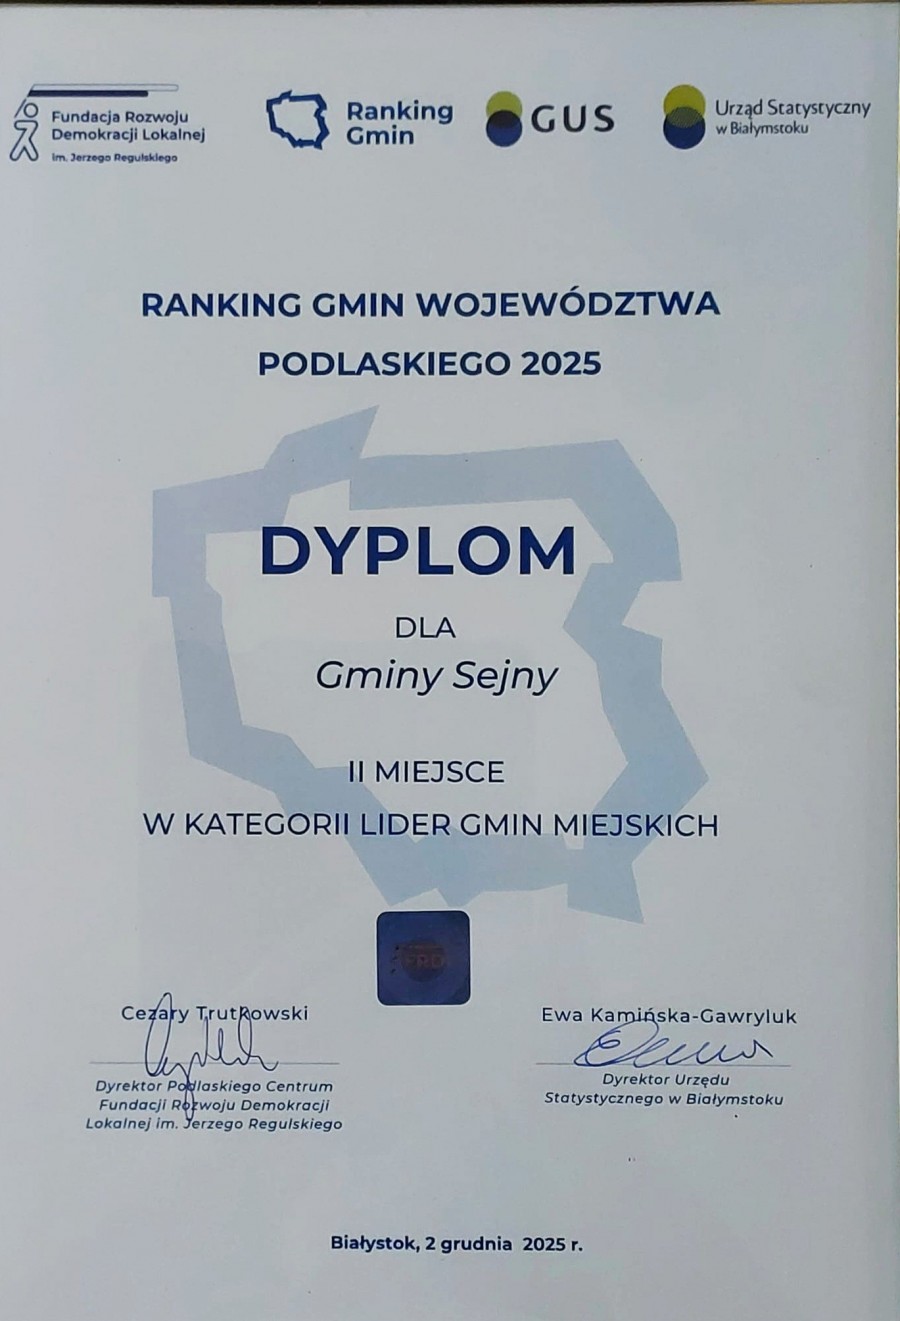 Fundacja Rozwoju
Demokracji Lokalnej
im. Jerzego Regulskiego
Ranking
Gmin
GUS
Urząd Statystyczny
w Białymstoku
RANKING GMIN WOJEWÓDZTWA
PODLASKIEGO 2025
DYPLOM
DLA
Gminy Sejny
II MIEJSCE
W KATEGORII LIDER GMIN MIEJSKICH
FRDL
Cezary Trutkowski
Dyrektor Podlaskiego Centrum
Fundacji Rozwoju Demokracji
Lokalnej im. Jerzego Regulskiego
Ewa Kamińska-Gawryluk
Dyrektor Urzędu
Statystycznego w Białymstoku
Białystok, 2 grudnia 2025 r.